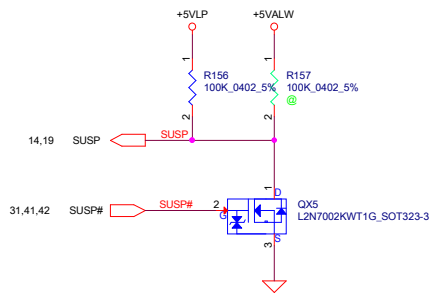 +5VLP
+5VALW
1
1
R156
100K_0402_5%
R157
100K_0402_5%
@
2
2
14,19
SUSP
SUSP
1
D
31,41,42
SUSP#
SUSP#
2
G
QX5
L2N7002KWT1G_SOT323-3
3
S